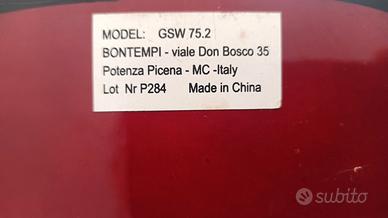 MODEL: GSW 75.2
BONTEMPI - viale Don Bosco 35
Potenza Picena - MC -Italy
Lot Nr P284 Made in China
subito